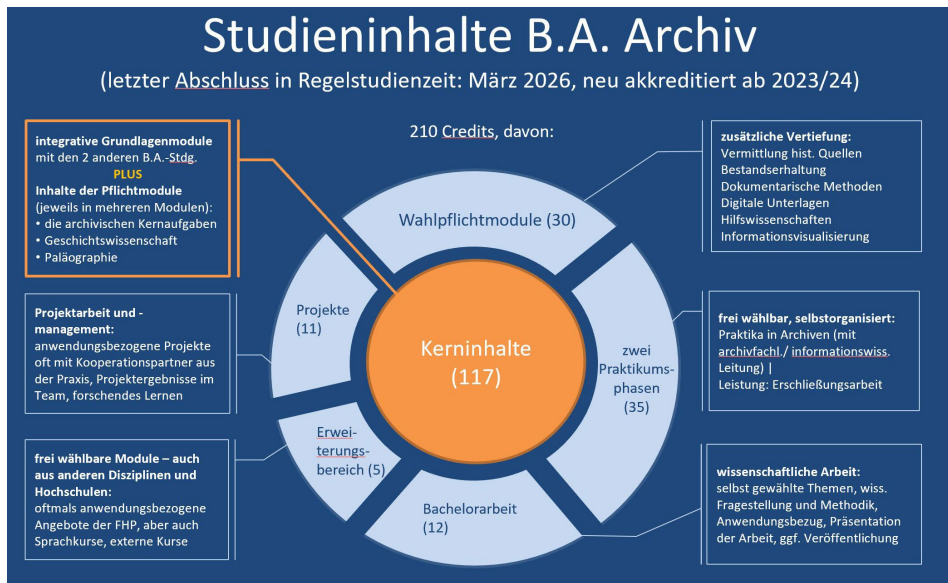 Studieninhalte B.A. Archiv
(letzter Abschluss in Regelstudienzeit: März 2026, neu akkreditiert ab 2023/24)
integrative Grundlagenmodule
mit den 2 anderen B.A.-Stdg.
PLUS
Inhalte der Pflichtmodule
(jeweils in mehreren Modulen):
• die archivischen Kernaufgaben
• Geschichtswissenschaft
• Paläographie
210 Credits, davon:
zusätzliche Vertiefung:
Vermittlung hist. Quellen
Bestandserhaltung
Dokumentarische Methoden
Digitale Unterlagen
Hilfswissenschaften
Informationsvisualisierung
Wahlpflichtmodule (30)
Projektarbeit und -
management:
anwendungsbezogene Projekte
oft mit Kooperationspartner aus
der Praxis, Projektergebnisse im
Team, forschendes Lernen
Projekte
(11)
Kerninhalte
(117)
zwei
Praktikums-
phasen
(35)
frei wählbar, selbstorganisiert:
Praktika in Archiven (mit
archivfachl./ informationswiss.
Leitung) |
Leistung: Erschließungsarbeit
frei wählbare Module – auch
aus anderen Disziplinen und
Hochschulen:
oftmals anwendungsbezogene
Angebote der FHP, aber auch
Sprachkurse, externe Kurse
Erwei-
terungs-
bereich (5)
Bachelorarbeit
(12)
wissenschaftliche Arbeit:
selbst gewählte Themen, wiss.
Fragestellung und Methodik,
Anwendungsbezug, Präsentation
der Arbeit, ggf. Veröffentlichung